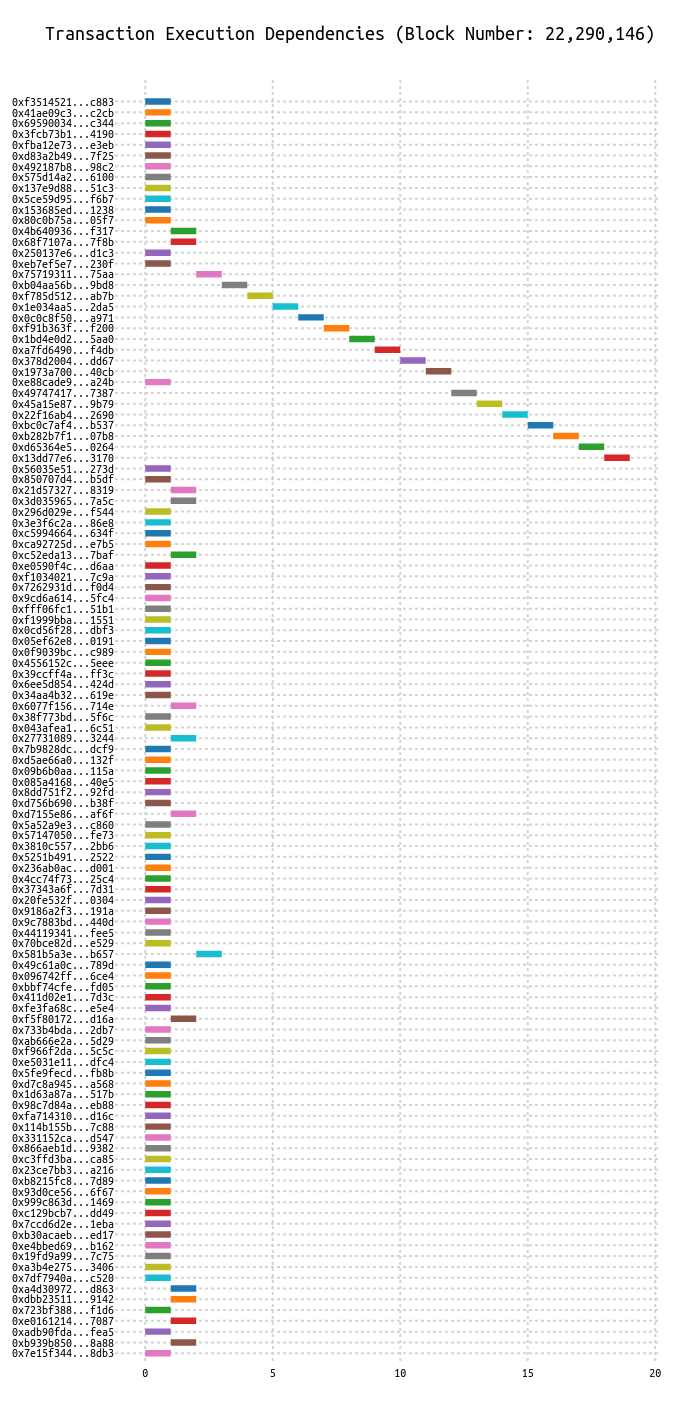 Transaction Execution Dependencies (Block Number: 22,290,146)
0xf3514521...c883
0x41ae09c3...c2cb
0x69590034...c344
0x3fcb73b1...4190
0xfba12e73...e3eb
0xd83a2b49...7f25
0x492187b8...98c2
0x575d14a2...6100
0x137e9d88...51c3
0x5ce59d95...f6b7
0x153685ed...1238
0x80c0b75a...05f7
0x4b640936...f317
0x68f7107a...7f8b
0x250137e6...d1c3
0xeb7ef5e7...230f
0x75719311...75aa
0xb04aa56b...9bd8
0xf785d512...ab7b
0x1e034aa5...2da5
0x0c0c8f50...a971
0xf91b363f...f200
0x1bd4e0d2...5aa0
0xa7fd6490...f4db
0x378d2004...dd67
0x1973a700...40cb
0xe88cade9...a24b
0x49747417...7387
0x45a15e87...9b79
0x22f16ab4...2690
0xbc0c7af4...b537
0xb282b7f1...07b8
0xd65364e5...0264
0x13dd77e6...3170
0x56035e51...273d
0x850707d4...b5df
0x21d57327...8319
0x3d035965...7a5c
0x296d029e...f544
0x3e3f6c2a...86e8
0xc5994664...634f
0xca92725d...e7b5
0xc52eda13...7baf
0xe0590f4c...d6aa
0xf1034021...7c9a
0x7262931d...f0d4
0x9cd6a614...5fc4
0xfff06fc1...51b1
0xf1999bba...1551
0x0cd56f28...dbf3
0x05ef62e8...0191
0x0f9039bc...c989
0x4556152c...5eee
0x39ccff4a...ff3c
0x6ee5d854...424d
0x34aa4b32...619e
0x6077f156...714e
0x38f773bd...5f6c
0x043afea1...6c51
0x27731089...3244
0x7b9828dc...dcf9
0xd5ae66a0...132f
0x09b6b0aa...115a
0x085a4168...40e5
0x8dd751f2...92fd
0xd756b690...b38f
0xd7155e86...af6f
0x5a52a9e3...c860
0x57147050...fe73
0x3810c557...2bb6
0x5251b491...2522
0x236ab0ac...d001
0x4cc74f73...25c4
0x37343a6f...7d31
0x20fe532f...0304
0x9186a2f3...191a
0x9c7883bd...440d
0x44119341...fee5
0x70bce82d...e529
0x581b5a3e...b657
0x49c61a0c...789d
0x096742ff...6ce4
0xbbf74cfe...fd05
0x411d02e1...7d3c
0xfe3fa68c...e5e4
0xf5f80172...d16a
0x733b4bda...2db7
0xab666e2a...5d29
0xf966f2da...5c5c
0xe5031e11...dfc4
0x5fe9fecd...fb8b
0xd7c8a945...a568
0x1d63a87a...517b
0x98c7d84a...eb88
0xfa714310...d16c
0x114b155b...7c88
0x331152ca...d547
0x866aeb1d...9382
0xc3ffd3ba...ca85
0x23ce7bb3...a216
0xb8215fc8...7d89
0x93d0ce56...6f67
0x999c863d...1469
0xc129bcb7...dd49
0x7ccd6d2e...1eba
0xb30acaeb...ed17
0xe4bbed69...b162
0x19fd9a99...7c75
0xa3b4e275...3406
0x7df7940a...c520
0xa4d30972...d863
0xdbb23511...9142
0x723bf388...f1d6
0xe0161214...7087
0xadb90fda...fea5
0xb939b850...8a88
0x7e15f344...8db3
0 5 10 15 20